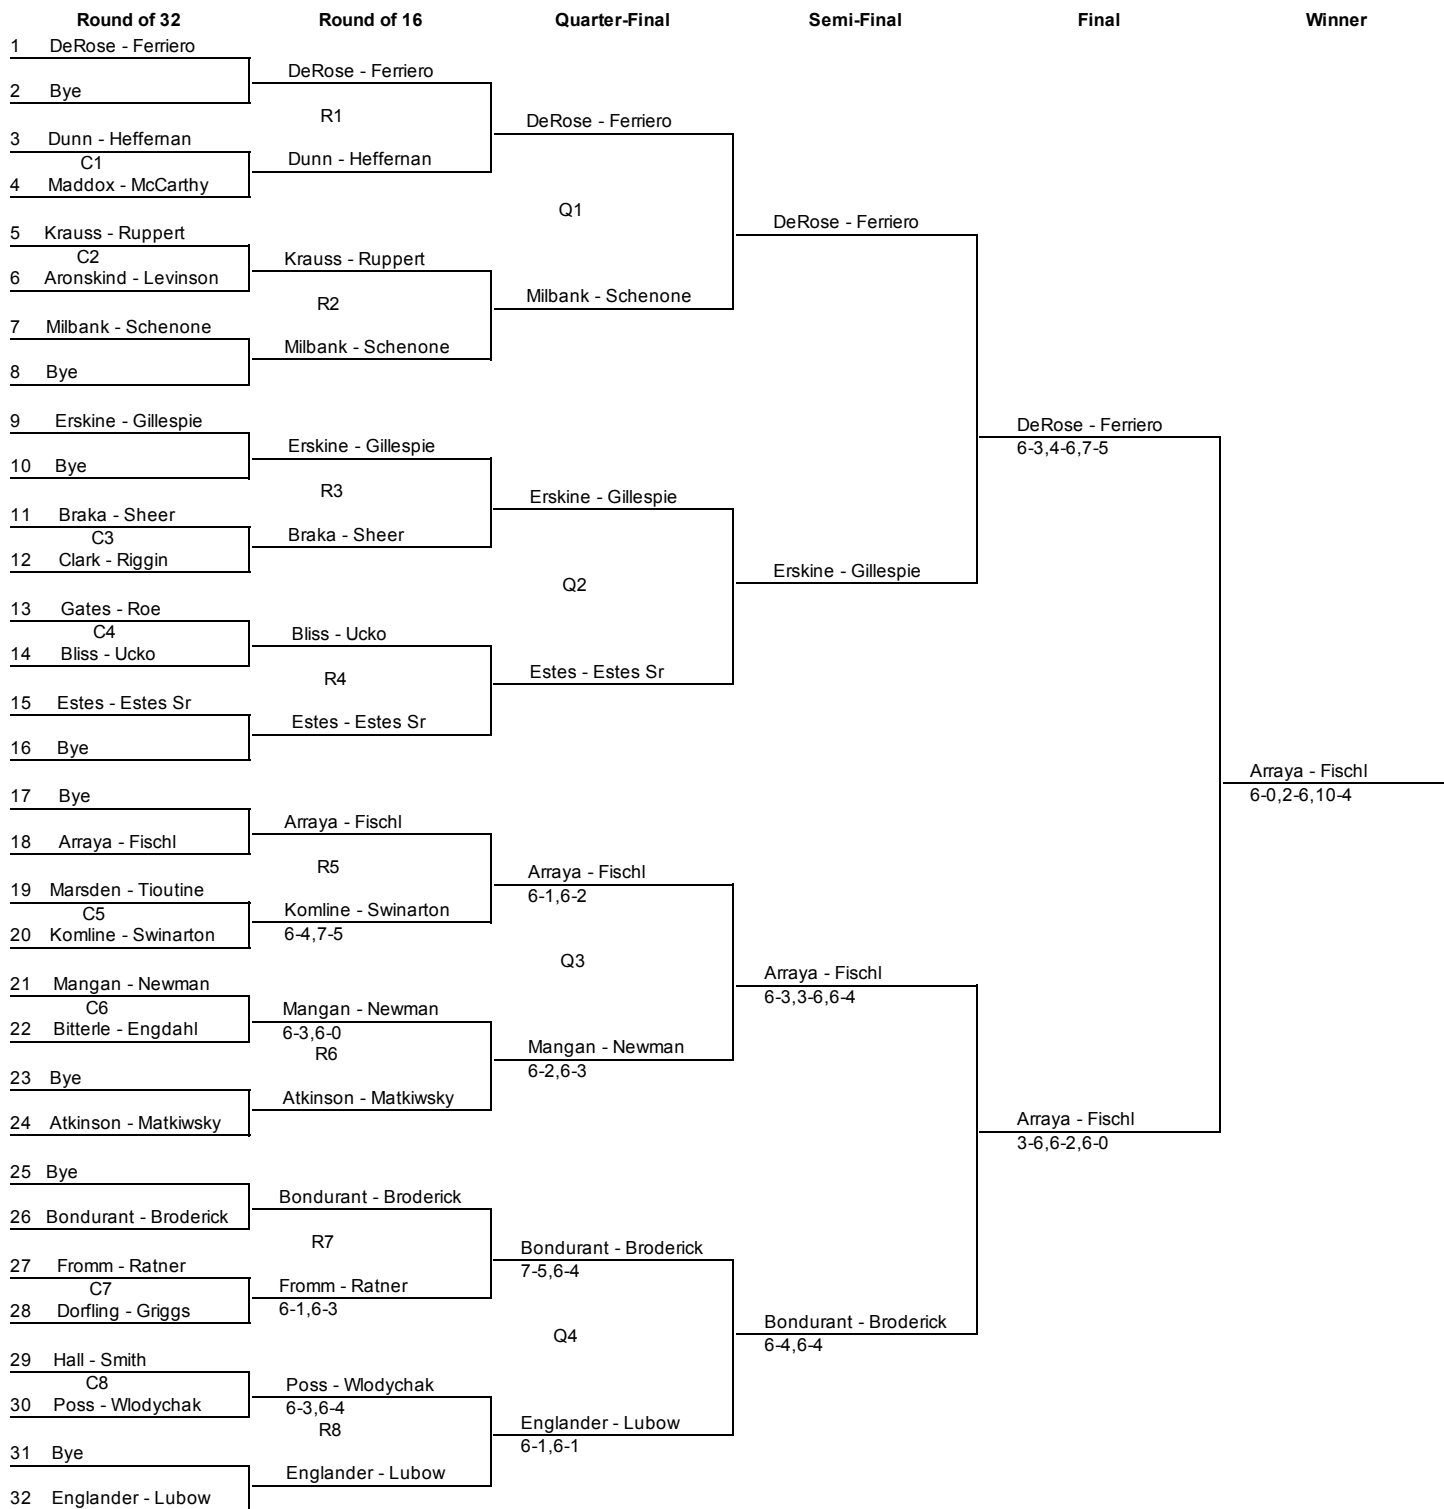 Round of 32 Round of 16 Quarter-Final Semi-Final Final Winner
1 DeRose - Ferriero
DeRose - Ferriero
2 Bye
R1
DeRose - Ferriero
3 Dunn - Heffernan
C1
Dunn - Heffernan
4 Maddox - McCarthy
Q1
DeRose - Ferriero
5 Krauss - Ruppert
C2
Krauss - Ruppert
6 Aronskind - Levinson
R2
Milbank - Schenone
7 Milbank - Schenone
Milbank - Schenone
8 Bye
9 Erskine - Gillespie
DeRose - Ferriero
6-3,4-6,7-5
Erskine - Gillespie
10 Bye
R3
Erskine - Gillespie
11 Braka - Sheer
C3
Braka - Sheer
12 Clark - Riggin
Erskine - Gillespie
Q2
13 Gates - Roe
C4
Bliss - Ucko
14 Bliss - Ucko
R4
Estes - Estes Sr
15 Estes - Estes Sr
Estes - Estes Sr
16 Bye
Arraya - Fischl
6-0,2-6,10-4
17 Bye
Arraya - Fischl
18 Arraya - Fischl
R5
Arraya - Fischl
6-1,6-2
19 Marsden - Tioutine
C5
Komline - Swinarton
6-4,7-5
20 Komline - Swinarton
Q3
Arraya - Fischl
6-3,3-6,6-4
21 Mangan - Newman
C6
Mangan - Newman
6-3,6-0
22 Bitterle - Engdahl
R6
Mangan - Newman
6-2,6-3
23 Bye
Atkinson - Matkiwsky
24 Atkinson - Matkiwsky
Arraya - Fischl
3-6,6-2,6-0
25 Bye
Bondurant - Broderick
26 Bondurant - Broderick
R7
Bondurant - Broderick
7-5,6-4
27 Fromm - Ratner
C7
Fromm - Ratner
6-1,6-3
28 Dorfling - Griggs
Bondurant - Broderick
6-4,6-4
Q4
29 Hall - Smith
C8
Poss - Wlodychak
6-3,6-4
30 Poss - Wlodychak
R8
Englander - Lubow
6-1,6-1
31 Bye
Englander - Lubow
32 Englander - Lubow